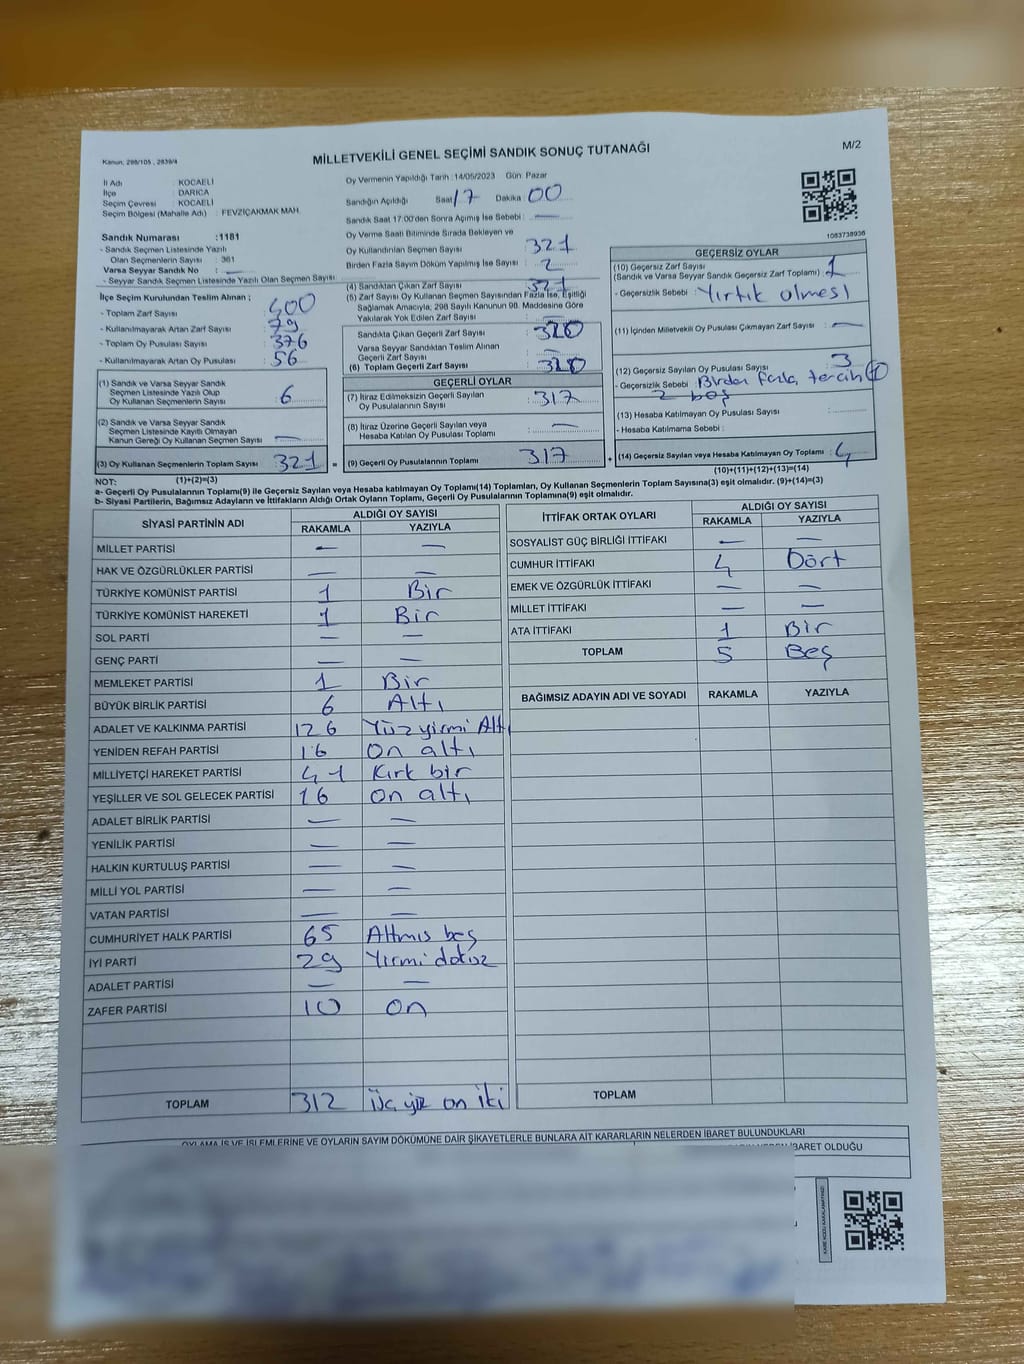 Kanun, 298/105 , 2839/4
MİLLETVEKİLİ GENEL SEÇİMİ SANDIK SONUÇ TUTANAĞI
M/2
İl Adı : KOCAELİ
İlçe : DARICA
Seçim Çevresi : KOCAELİ
Seçim Bölgesi (Mahalle Adı) : FEVZİÇAKMAK MAH.
Oy Vermenin Yapıldığı Tarih : 14/05/2023 Gün: Pazar
Sandığın Açıldığı Saat 17 Dakika 00
Sandık Saat 17:00'den Sonra Açımış İse Sebebi : —
1083738936
Sandık Numarası :1181
- Sandık Seçmen Listesinde Yazılı
Olan Seçmenlerin Sayısı : 361
Varsa Seyyar Sandık No : —
- Seyyar Sandık Seçmen Listesinde Yazılı Olan Seçmen Sayısı
Oy Verme Saati Bitiminde Sırada Bekleyen ve
Oy Kullandırılan Seçmen Sayısı 321
Birden Fazla Sayım Döküm Yapılmış İse Sayısı : 2
(4) Sandıktan Çıkan Zarf Sayısı 321
(5) Zarf Sayısı Oy Kullanan Seçmen Sayısından Fazla İse, Eşitliği
Sağlamak Amacıyla; 298 Sayılı Kanunun 98. Maddesine Göre
Yakılarak Yok Edilen Zarf Sayısı :
İlçe Seçim Kurulundan Teslim Alınan ;
- Toplam Zarf Sayısı : 400
- Kullanılmayarak Artan Zarf Sayısı : 79
- Toplam Oy Pusulası Sayısı : 376
- Kullanılmayarak Artan Oy Pusulası : 56
Sandıkta Çıkan Geçerli Zarf Sayısı : 320
Varsa Seyyar Sandıktan Teslim Alınan
Geçerli Zarf Sayısı : —
(6) Toplam Geçerli Zarf Sayısı : 320
GEÇERSİZ OYLAR
(10) Geçersiz Zarf Sayısı
(Sandık ve Varsa Seyyar Sandık Geçersiz Zarf Toplamı) : 1
- Geçersizlik Sebebi : Yırtık olması
(11) İçinden Milletvekili Oy Pusulası Çıkmayan Zarf Sayısı : —
(12) Geçersiz Sayılan Oy Pusulası Sayısı : 3
- Geçersizlik Sebebi : Birden fazla tercih 1
2 boş
(13) Hesaba Katılmayan Oy Pusulası Sayısı :
- Hesaba Katılmama Sebebi :
(14) Geçersiz Sayılan veya Hesaba Katılmayan Oy Toplamı : 4
(10)+(11)+(12)+(13)=(14)
(1) Sandık ve Varsa Seyyar Sandık
Seçmen Listesinde Yazılı Olup
Oy Kullanan Seçmenlerin Sayısı : 6
(2) Sandık ve Varsa Seyyar Sandık
Seçmen Listesinde Kayıtlı Olmayan
Kanun Gereği Oy Kullanan Seçmen Sayısı : —
(3) Oy Kullanan Seçmenlerin Toplam Sayısı : 321
(1)+(2)=(3)
GEÇERLİ OYLAR
(7) İtiraz Edilmeksizin Geçerli Sayılan
Oy Pusulalarının Sayısı : 317
(8) İtiraz Üzerine Geçerli Sayılan veya
Hesaba Katılan Oy Pusulası Toplamı : —
= (9) Geçerli Oy Pusulalarının Toplamı : 317 +
NOT:
a- Geçerli Oy Pusulalarının Toplamı(9) ile Geçersiz Sayılan veya Hesaba katılmayan Oy Toplamı(14) Toplamları, Oy Kullanan Seçmenlerin Toplam Sayısına(3) eşit olmalıdır. (9)+(14)=(3)
b- Siyasi Partilerin, Bağımsız Adayların ve İttifakların Aldığı Ortak Oyların Toplamı, Geçerli Oy Pusulalarının Toplamına(9) eşit olmalıdır.
SİYASİ PARTİNİN ADI ALDIĞI OY SAYISI
RAKAMLA YAZIYLA
MİLLET PARTİSİ — —
HAK VE ÖZGÜRLÜKLER PARTİSİ — —
TÜRKİYE KOMÜNİST PARTİSİ 1 Bir
TÜRKİYE KOMÜNİST HAREKETİ 1 Bir
SOL PARTİ — —
GENÇ PARTİ — —
MEMLEKET PARTİSİ 1 Bir
BÜYÜK BİRLİK PARTİSİ 6 Altı
ADALET VE KALKINMA PARTİSİ 126 Yüz yirmi Altı
YENİDEN REFAH PARTİSİ 16 On altı
MİLLİYETÇİ HAREKET PARTİSİ 41 Kırk bir
YEŞİLLER VE SOL GELECEK PARTİSİ 16 On altı
ADALET BİRLİK PARTİSİ — —
YENİLİK PARTİSİ — —
HALKIN KURTULUŞ PARTİSİ — —
MİLLİ YOL PARTİSİ — —
VATAN PARTİSİ — —
CUMHURİYET HALK PARTİSİ 65 Altmış beş
İYİ PARTİ 29 Yirmi dokuz
ADALET PARTİSİ — —
ZAFER PARTİSİ 10 On
TOPLAM 312 üç yüz on iki
İTTİFAK ORTAK OYLARI ALDIĞI OY SAYISI
RAKAMLA YAZIYLA
SOSYALİST GÜÇ BİRLİĞİ İTTİFAKI — —
CUMHUR İTTİFAKI 4 Dört
EMEK VE ÖZGÜRLÜK İTTİFAKI — —
MİLLET İTTİFAKI — —
ATA İTTİFAKI 1 Bir
TOPLAM 5 Beş
BAĞIMSIZ ADAYIN ADI VE SOYADI RAKAMLA YAZIYLA
TOPLAM
OYLAMA İŞ VE İŞLEMLERİNE VE OYLARIN SAYIM DÖKÜMÜNE DAİR ŞİKAYETLERLE BUNLARA AİT KARARLARIN NELERDEN İBARET BULUNDUKLARI
İBARET OLDUĞU